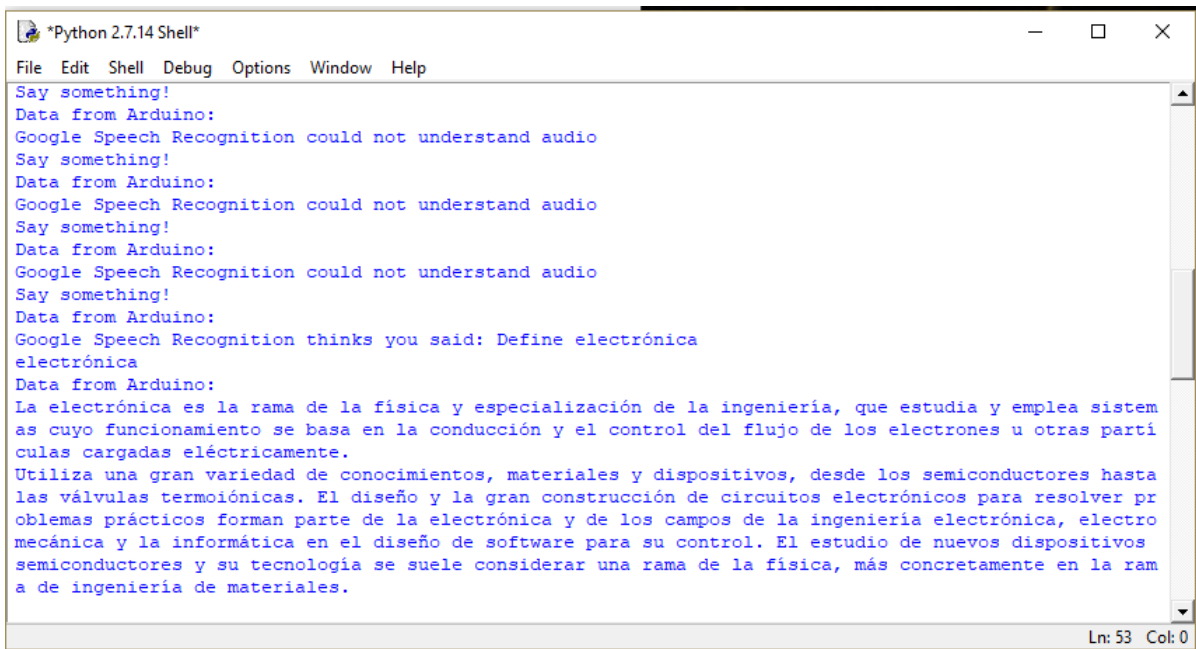 *Python 2.7.14 Shell*
File Edit Shell Debug Options Window Help
Say something!
Data from Arduino:
Google Speech Recognition could not understand audio
Say something!
Data from Arduino:
Google Speech Recognition could not understand audio
Say something!
Data from Arduino:
Google Speech Recognition could not understand audio
Say something!
Data from Arduino:
Google Speech Recognition thinks you said: Define electrónica
electrónica
Data from Arduino:
La electrónica es la rama de la física y especialización de la ingeniería, que estudia y emplea sistem
as cuyo funcionamiento se basa en la conducción y el control del flujo de los electrones u otras partí
culas cargadas eléctricamente.
Utiliza una gran variedad de conocimientos, materiales y dispositivos, desde los semiconductores hasta
las válvulas termoiónicas. El diseño y la gran construcción de circuitos electrónicos para resolver pr
oblemas prácticos forman parte de la electrónica y de los campos de la ingeniería electrónica, electro
mecánica y la informática en el diseño de software para su control. El estudio de nuevos dispositivos
semiconductores y su tecnología se suele considerar una rama de la física, más concretamente en la ram
a de ingeniería de materiales.
Ln: 53 Col: 0